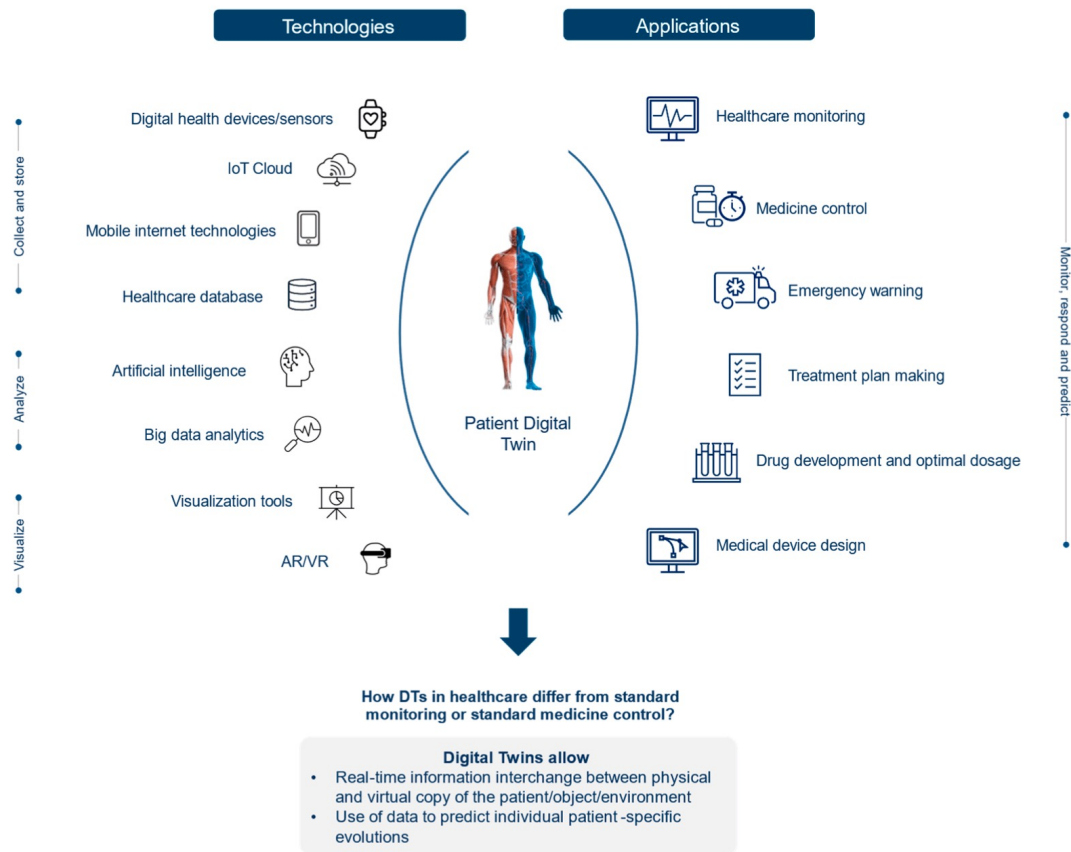 Technologies
Applications
Collect and store
Analyze
Visualize
Digital health devices/sensors
IoT Cloud
Mobile internet technologies
Healthcare database
Artificial intelligence
Big data analytics
Visualization tools
AR/VR
Patient Digital
Twin
Healthcare monitoring
Medicine control
Emergency warning
Treatment plan making
Drug development and optimal dosage
Medical device design
Monitor, respond and predict
How DTs in healthcare differ from standard
monitoring or standard medicine control?
Digital Twins allow
• Real-time information interchange between physical
and virtual copy of the patient/object/environment
• Use of data to predict individual patient -specific
evolutions